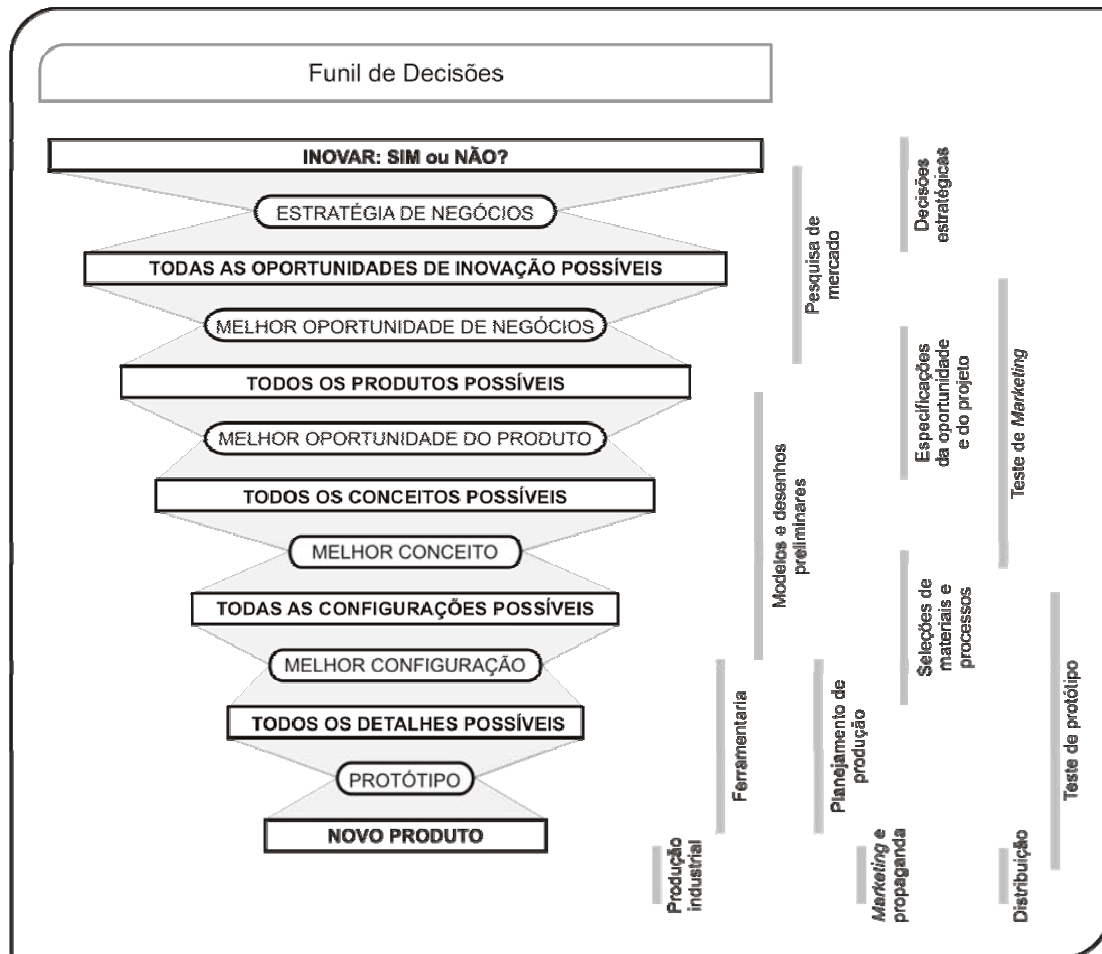 Funil de Decisões
INOVAR: SIM ou NÃO?
ESTRATÉGIA DE NEGÓCIOS
TODAS AS OPORTUNIDADES DE INOVAÇÃO POSSÍVEIS
MELHOR OPORTUNIDADE DE NEGÓCIOS
TODOS OS PRODUTOS POSSÍVEIS
MELHOR OPORTUNIDADE DO PRODUTO
TODOS OS CONCEITOS POSSÍVEIS
MELHOR CONCEITO
TODAS AS CONFIGURAÇÕES POSSÍVEIS
MELHOR CONFIGURAÇÃO
TODOS OS DETALHES POSSÍVEIS
PROTÓTIPO
NOVO PRODUTO
Produção
industrial
Ferramentaria
Modelos e desenhos
preliminares
Pesquisa de
mercado
Planejamento de
produção
Marketing e
propaganda
Decisões
estratégicas
Especificações
da oportunidade
e do projeto
Seleções de
materiais e
processos
Teste de Marketing
Distribuição
Teste de protótipo